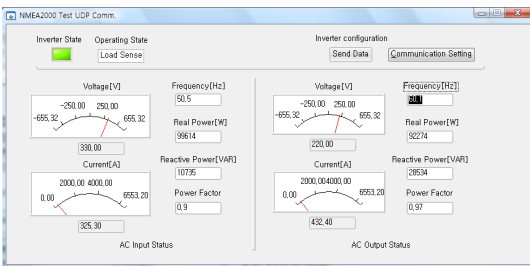 NMEA2000 Test UDP Comm.
Inverter State
Operating State
Load Sense
Inverter configuration
Send Data
Communication Setting
Voltage[V]
-250,00 250,00
-655,32 655,32
330,00
Frequency[Hz]
50,5
Real Power[W]
99614
Reactive Power[VAR]
10735
Power Factor
0,9
Current[A]
2000,00 4000,00
0,00 6553,20
325,30
AC Input Status
Voltage[V]
-250,00 250,00
-655,32 655,32
220,00
Frequency[Hz]
60,1
Real Power[W]
92274
Reactive Power[VAR]
28534
Power Factor
0,97
Current[A]
2000,004000,00
0,00 6553,20
432,40
AC Output Status